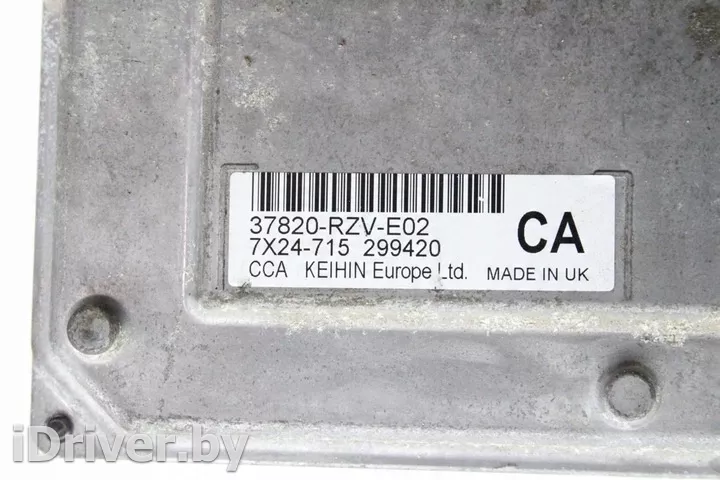 37820-RZV-E02
7X24-715 299420
CA
CCA KEIHIN Europe Ltd. MADE IN UK
iDriver.by